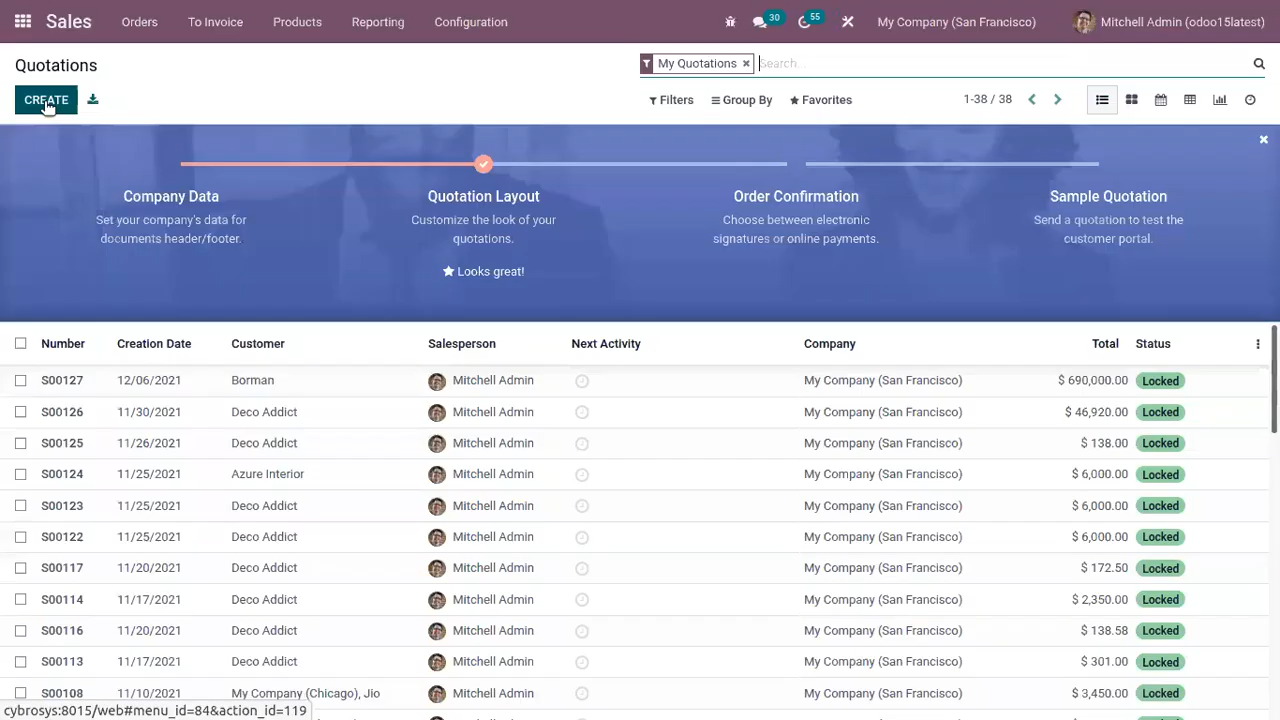 Sales Orders To Invoice Products Reporting Configuration 30 55 My Company (San Francisco) Mitchell Admin (odoo15latest)
Quotations My Quotations × Search...
CREATE Filters Group By Favorites 1-38 / 38
Company Data Quotation Layout Order Confirmation Sample Quotation
Set your company's data for Customize the look of your Choose between electronic Send a quotation to test the
documents header/footer. quotations. signatures or online payments. customer portal.
Looks great!
Number Creation Date Customer Salesperson Next Activity Company Total Status
S00127 12/06/2021 Borman Mitchell Admin My Company (San Francisco) $ 690,000.00 Locked
S00126 11/30/2021 Deco Addict Mitchell Admin My Company (San Francisco) $ 46,920.00 Locked
S00125 11/26/2021 Deco Addict Mitchell Admin My Company (San Francisco) $ 138.00 Locked
S00124 11/25/2021 Azure Interior Mitchell Admin My Company (San Francisco) $ 6,000.00 Locked
S00123 11/25/2021 Deco Addict Mitchell Admin My Company (San Francisco) $ 6,000.00 Locked
S00122 11/25/2021 Deco Addict Mitchell Admin My Company (San Francisco) $ 6,000.00 Locked
S00117 11/20/2021 Deco Addict Mitchell Admin My Company (San Francisco) $ 172.50 Locked
S00114 11/17/2021 Deco Addict Mitchell Admin My Company (San Francisco) $ 2,350.00 Locked
S00116 11/20/2021 Deco Addict Mitchell Admin My Company (San Francisco) $ 138.58 Locked
S00113 11/17/2021 Deco Addict Mitchell Admin My Company (San Francisco) $ 301.00 Locked
S00108 11/10/2021 My Company (Chicago), Jio Mitchell Admin My Company (San Francisco) $ 3,450.00 Locked
cybrosys:8015/web#menu_id=84&action_id=119